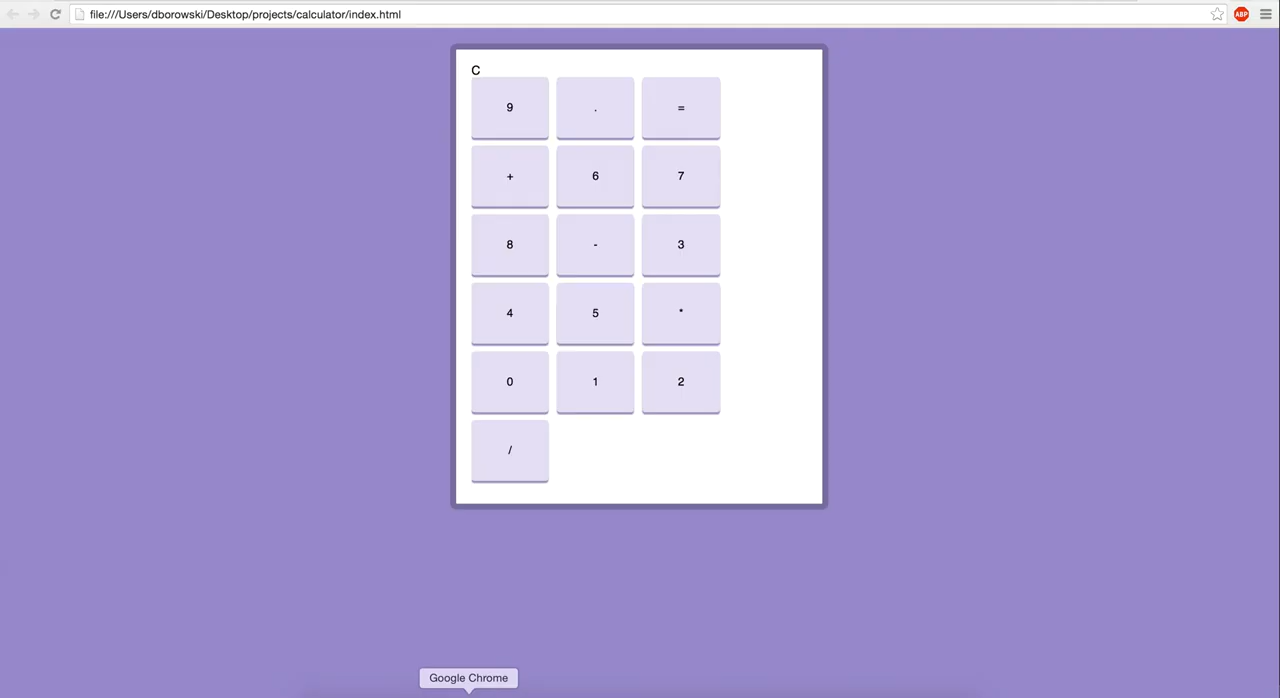 file:///Users/dborowski/Desktop/projects/calculator/index.html
ABP
C
9 . =
+ 6 7
8 - 3
4 5 *
0 1 2
/
Google Chrome